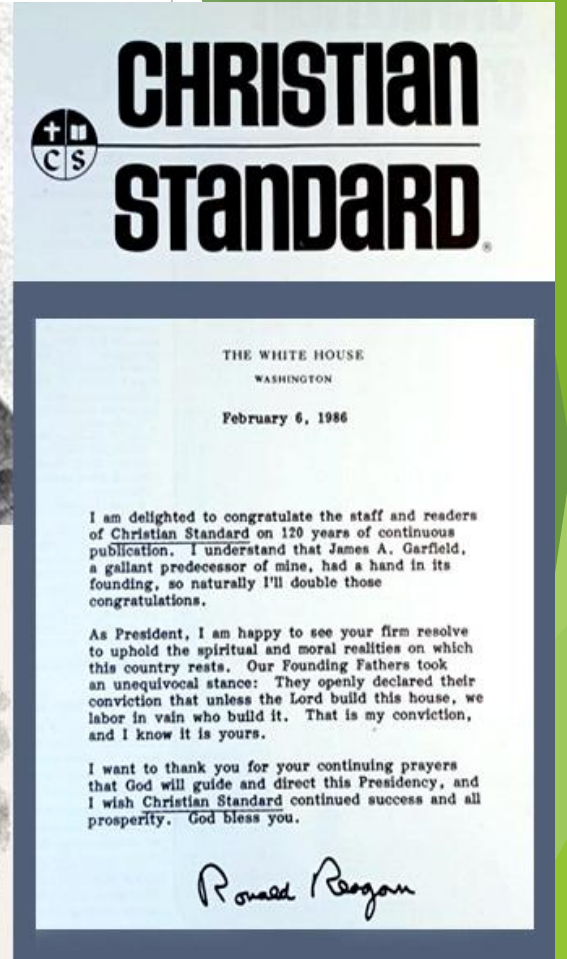 CHRISTIAN
C S
STANDARD®
THE WHITE HOUSE
WASHINGTON
February 6, 1986
I am delighted to congratulate the staff and readers
of Christian Standard on 120 years of continuous
publication. I understand that James A. Garfield,
a gallant predecessor of mine, had a hand in its
founding, so naturally I'll double those
congratulations.
As President, I am happy to see your firm resolve
to uphold the spiritual and moral realities on which
this country rests. Our Founding Fathers took
an unequivocal stance: They openly declared their
conviction that unless the Lord build this house, we
labor in vain who build it. That is my conviction,
and I know it is yours.
I want to thank you for your continuing prayers
that God will guide and direct this Presidency, and
I wish Christian Standard continued success and all
prosperity. God bless you.
Ronald Reagan